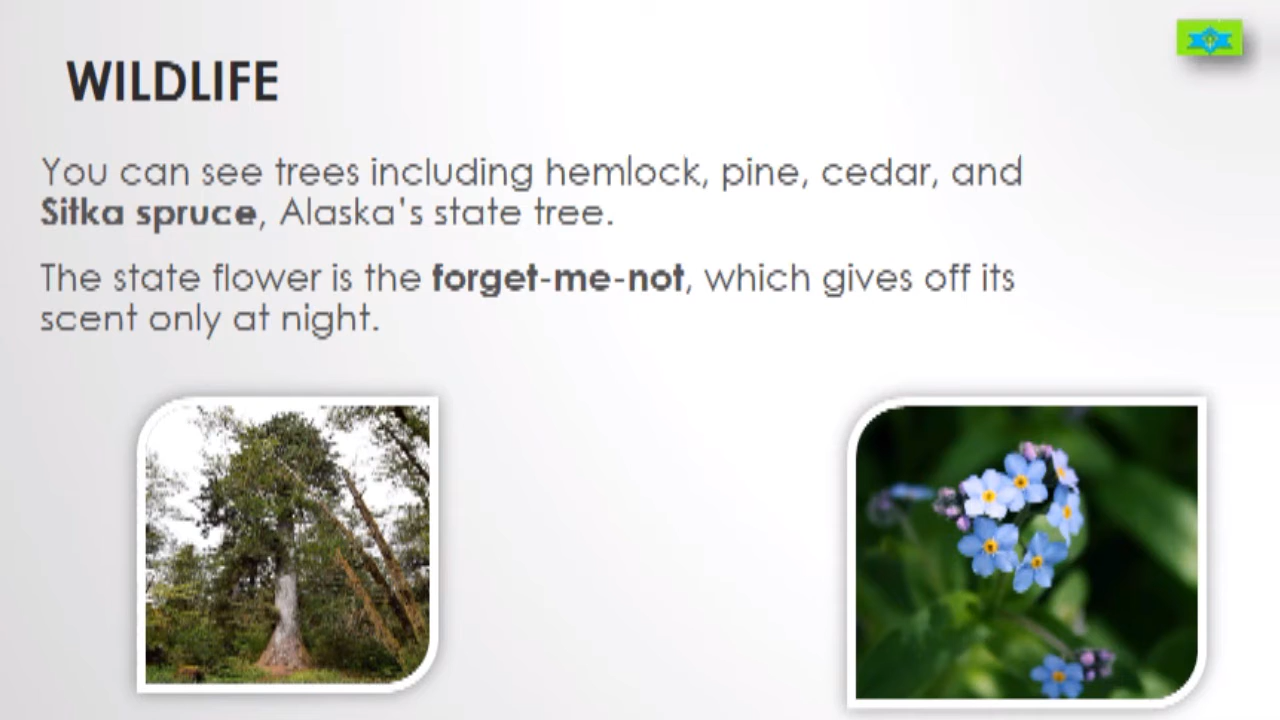 WILDLIFE
You can see trees including hemlock, pine, cedar, and
Sitka spruce, Alaska's state tree.
The state flower is the forget-me-not, which gives off its
scent only at night.